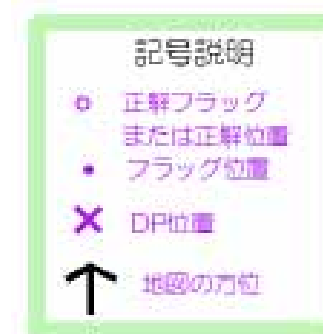 記号説明
正解フラッグ
または正解位置
フラッグ位置
DP位置
地図の方位